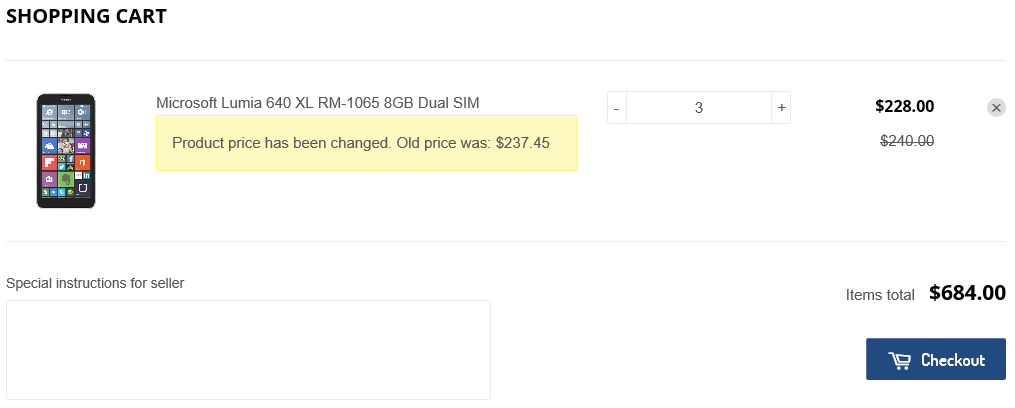 SHOPPING CART
Microsoft Lumia 640 XL RM-1065 8GB Dual SIM
- 3 +
$228.00
Product price has been changed. Old price was: $237.45
$240.00
Special instructions for seller
Items total $684.00
Checkout